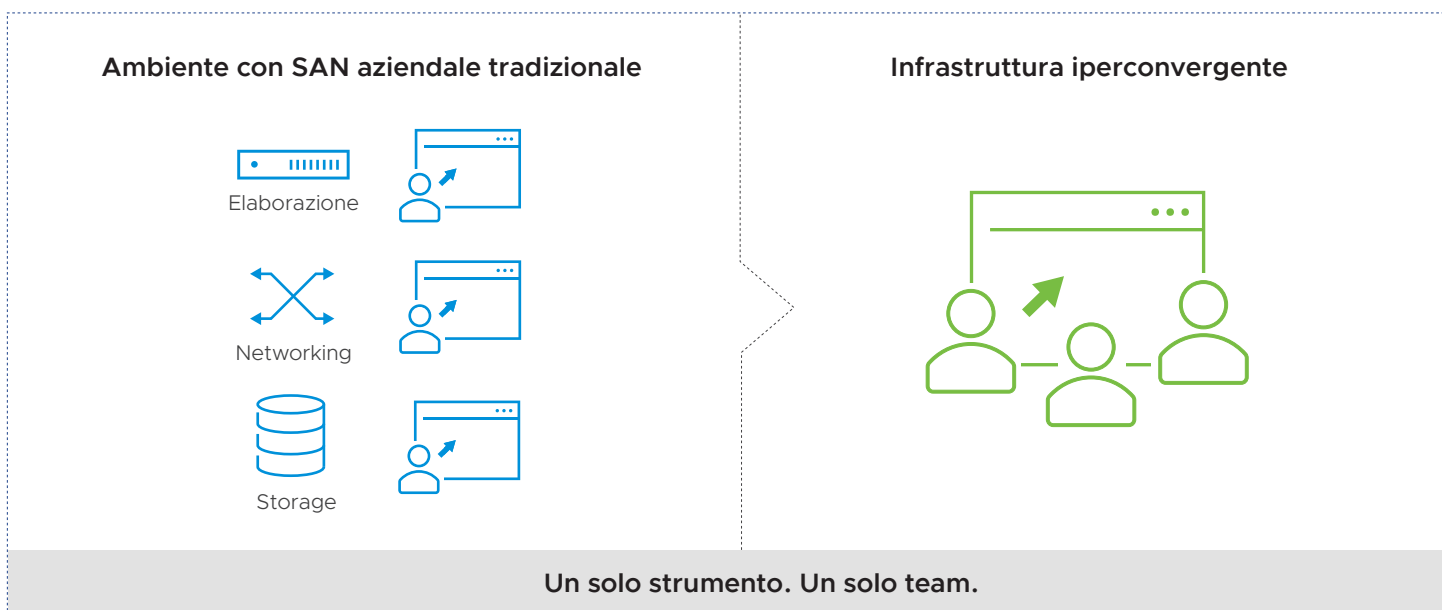 Ambiente con SAN aziendale tradizionale
Elaborazione
Networking
Storage
Infrastruttura iperconvergente
Un solo strumento. Un solo team.